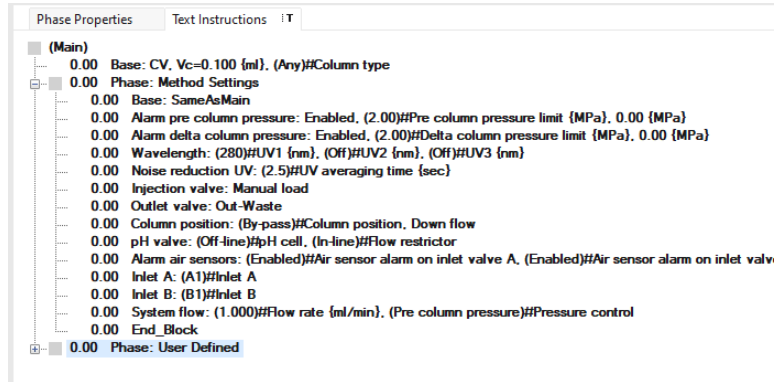 Phase Properties Text Instructions T
(Main)
0.00 Base: CV, Vc=0.100 {ml}, (Any)#Column type
0.00 Phase: Method Settings
0.00 Base: SameAsMain
0.00 Alarm pre column pressure: Enabled, (2.00)#Pre column pressure limit {MPa}, 0.00 {MPa}
0.00 Alarm delta column pressure: Enabled, (2.00)#Delta column pressure limit {MPa}, 0.00 {MPa}
0.00 Wavelength: (280)#UV1 {nm}, (Off)#UV2 {nm}, (Off)#UV3 {nm}
0.00 Noise reduction UV: (2.5)#UV averaging time {sec}
0.00 Injection valve: Manual load
0.00 Outlet valve: Out-Waste
0.00 Column position: (By-pass)#Column position, Down flow
0.00 pH valve: (Off-line)#pH cell, (In-line)#Flow restrictor
0.00 Alarm air sensors: (Enabled)#Air sensor alarm on inlet valve A, (Enabled)#Air sensor alarm on inlet valve
0.00 Inlet A: (A1)#Inlet A
0.00 Inlet B: (B1)#Inlet B
0.00 System flow: (1.000)#Flow rate {ml/min}, (Pre column pressure)#Pressure control
0.00 End_Block
0.00 Phase: User Defined